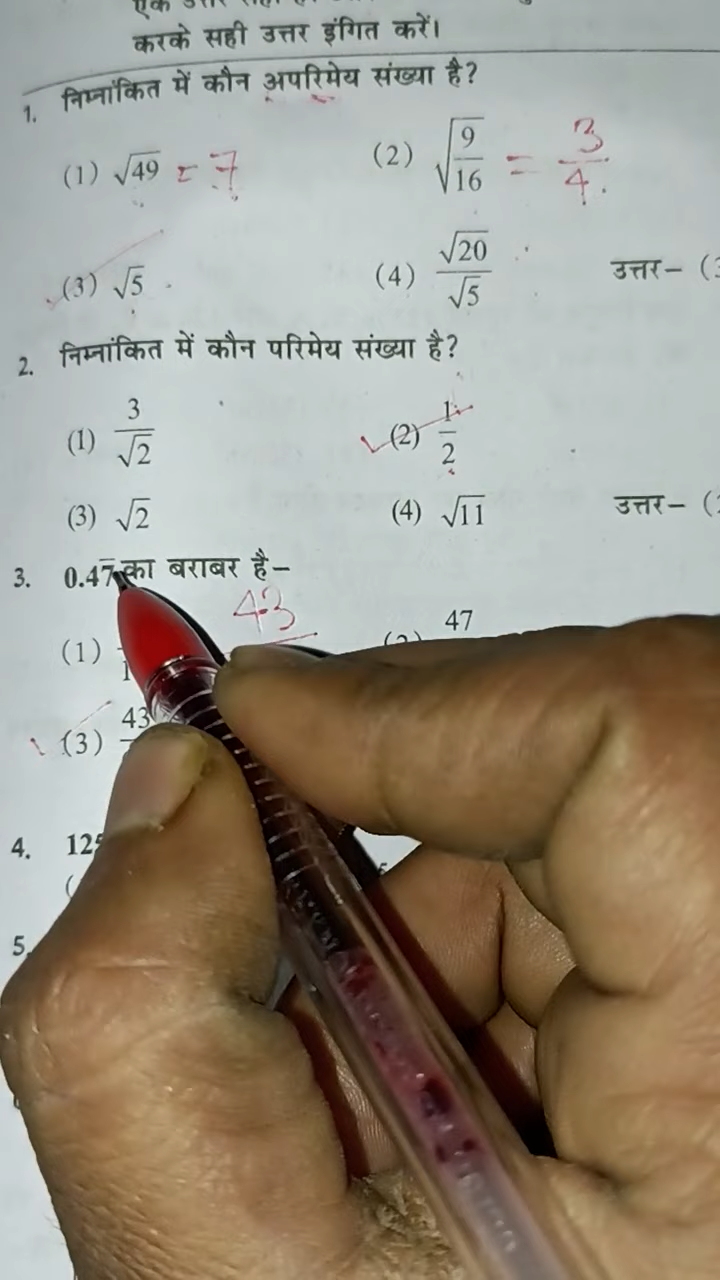 करके सही उत्तर इंगित करें।
1. निम्नांकित में कौन अपरिमेय संख्या है?
(1) √49 = 7 (2) √(9/16) = 3/4
(3) √5 (4) √20/√5 उत्तर– (3
2. निम्नांकित में कौन परिमेय संख्या है?
(1) 3/√2 (2) 1/2
(3) √2 (4) √11 उत्तर– (
3. 0.47̅ का बराबर है–
43
(1) 47
(3) 43
4. 125
5.